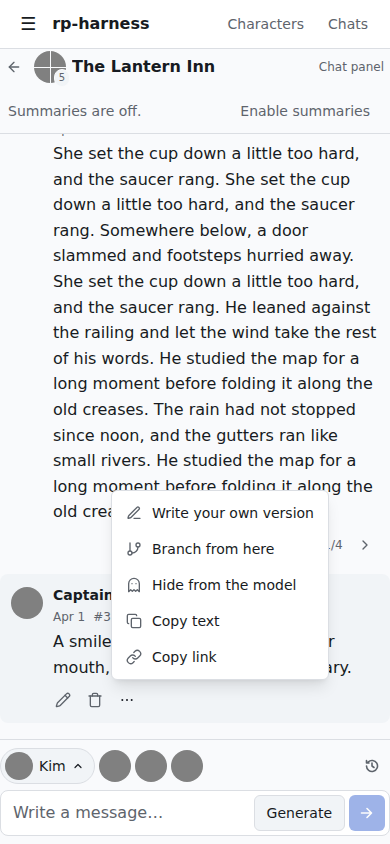 rp-harness
Characters
Chats
5
The Lantern Inn
Chat panel
Summaries are off.
Enable summaries
She set the cup down a little too hard,
and the saucer rang. She set the cup
down a little too hard, and the saucer
rang. Somewhere below, a door
slammed and footsteps hurried away.
She set the cup down a little too hard,
and the saucer rang. He leaned against
the railing and let the wind take the rest
of his words. He studied the map for a
long moment before folding it along the
old creases. The rain had not stopped
since noon, and the gutters ran like
small rivers. He studied the map for a
long moment before folding it along the
old crea
/4
Write your own version
Branch from here
Hide from the model
Copy text
Copy link
Captain
Apr 1 #3
A smile
mouth,
Kim
Write a message…
Generate